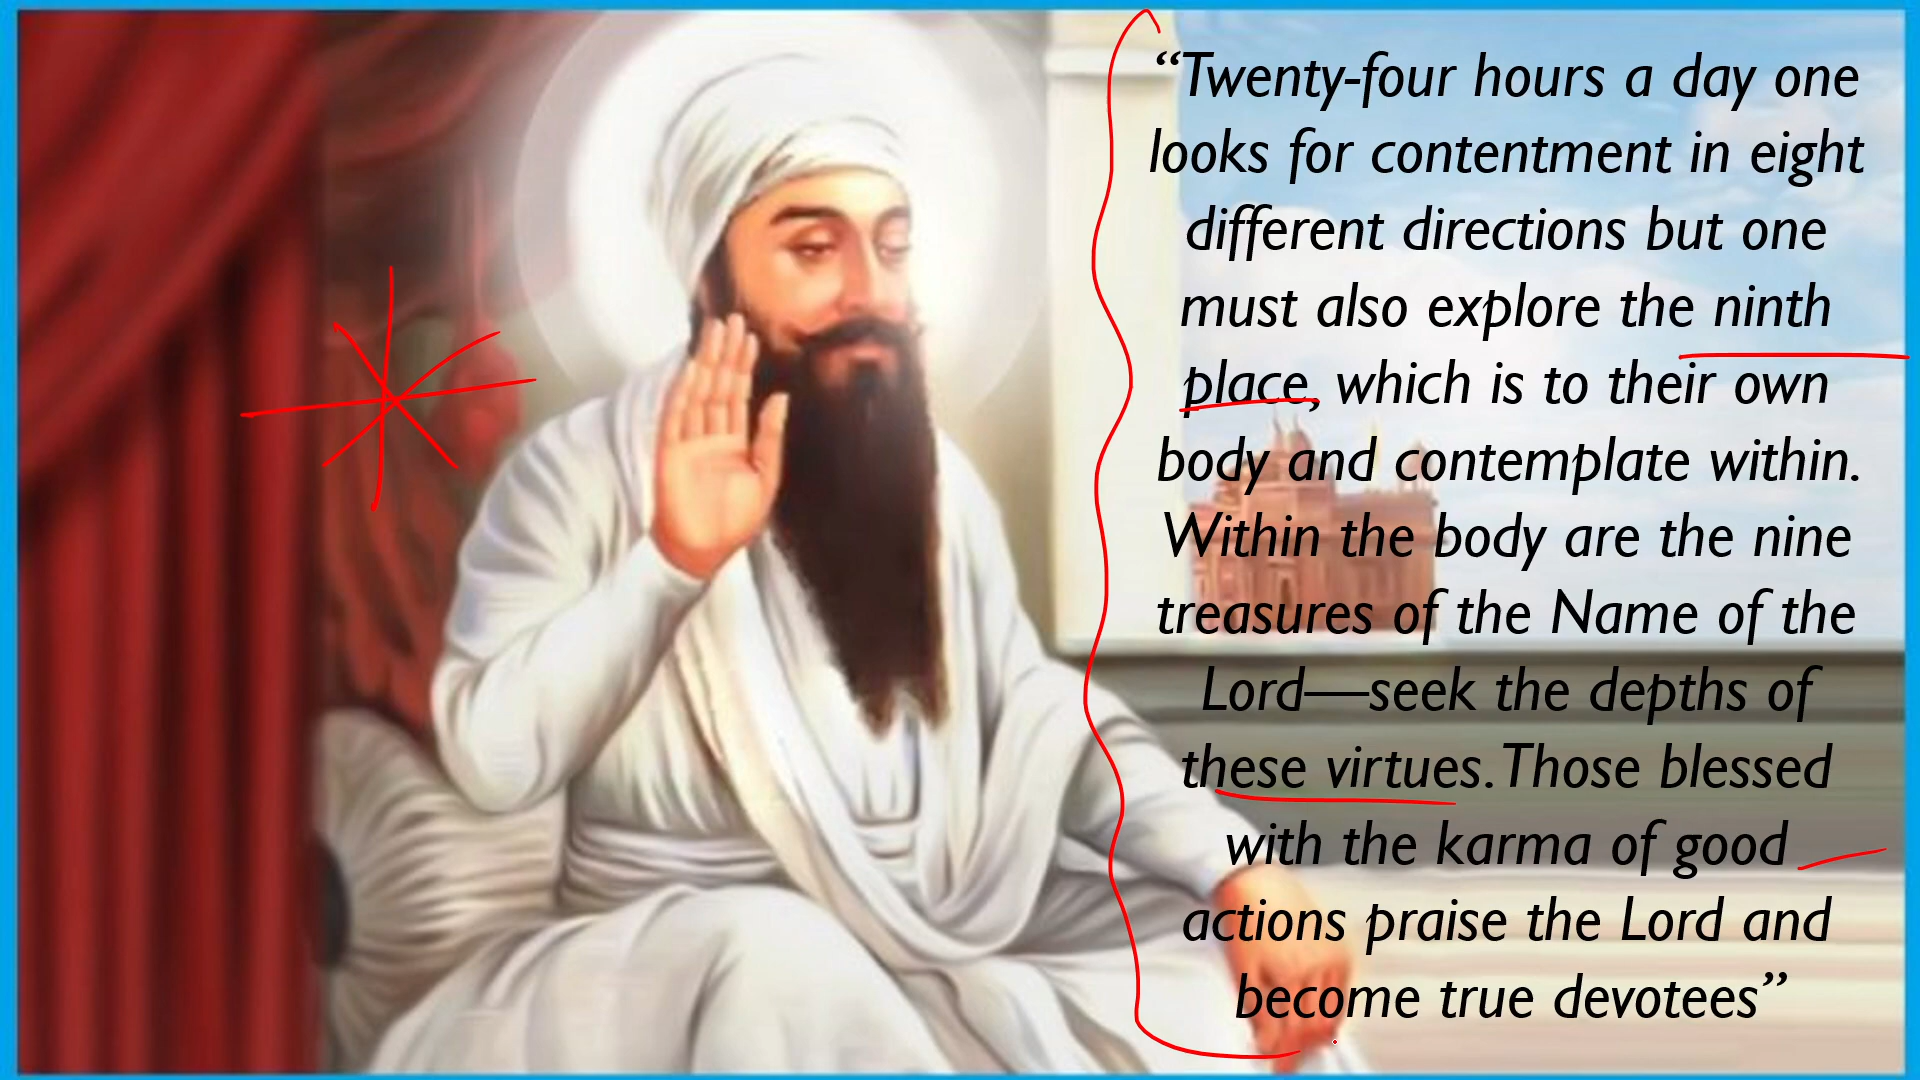 “Twenty-four hours a day one
looks for contentment in eight
different directions but one
must also explore the ninth
place, which is to their own
body and contemplate within.
Within the body are the nine
treasures of the Name of the
Lord—seek the depths of
these virtues. Those blessed
with the karma of good
actions praise the Lord and
become true devotees”